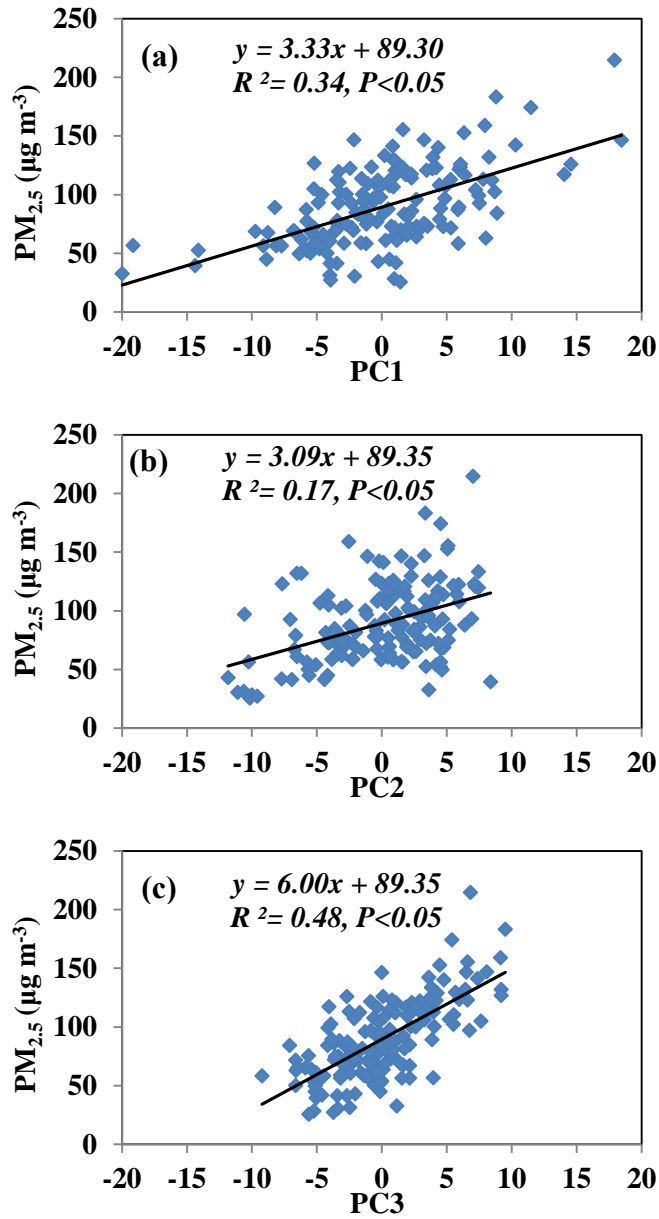 250
(a)
y = 3.33x + 89.30
R ²= 0.34, P<0.05
200
150
100
50
0
PM2.5 (µg m-3)
-20 -15 -10 -5 0 5 10 15 20
PC1
250
(b)
y = 3.09x + 89.35
R ²= 0.17, P<0.05
200
150
100
50
0
PM2.5 (µg m-3)
-20 -15 -10 -5 0 5 10 15 20
PC2
250
(c)
y = 6.00x + 89.35
R ²= 0.48, P<0.05
200
150
100
50
0
PM2.5 (µg m-3)
-20 -15 -10 -5 0 5 10 15 20
PC3